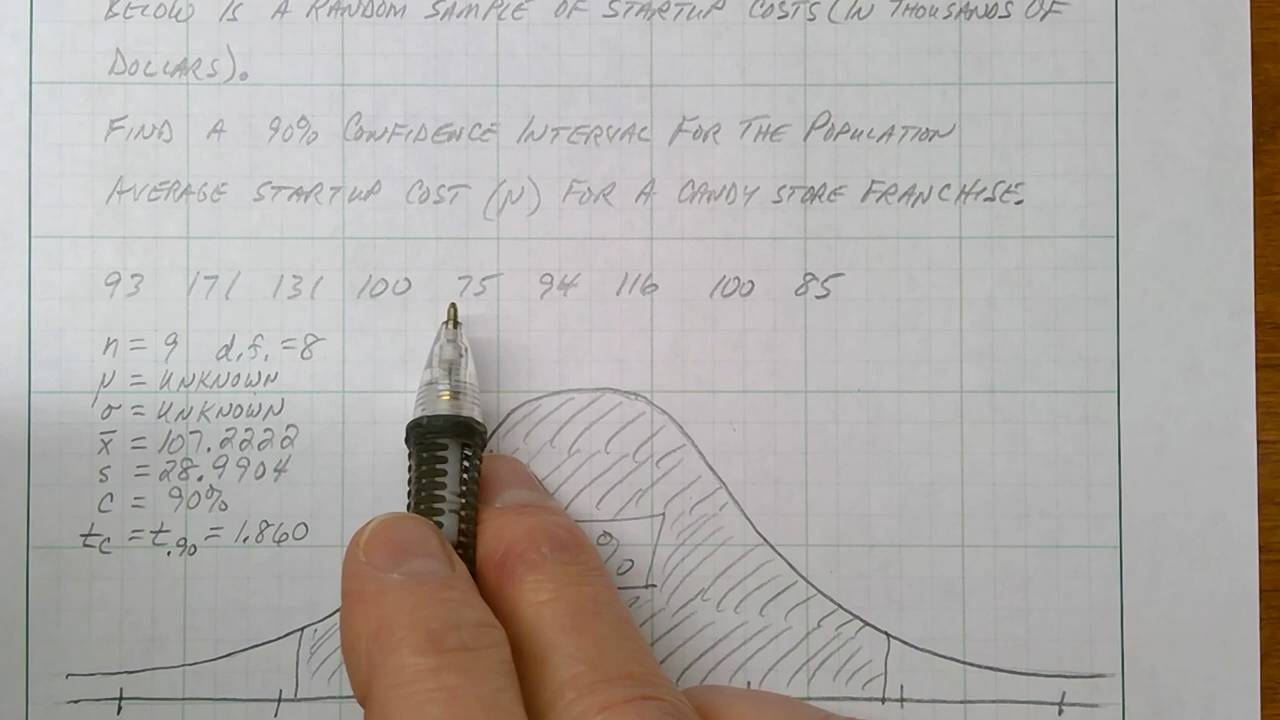 BELOW IS A RANDOM SAMPLE OF STARTUP COSTS (IN THOUSANDS OF
DOLLARS).
FIND A 90% CONFIDENCE INTERVAL FOR THE POPULATION
AVERAGE STARTUP COST (μ) FOR A CANDY STORE FRANCHISE.
93 171 131 100 75 94 116 100 85
n = 9 d.f. = 8
μ = UNKNOWN
σ = UNKNOWN
x̄ = 107.2222
s = 28.9904
c = 90%
tc = t.90 = 1.860
%